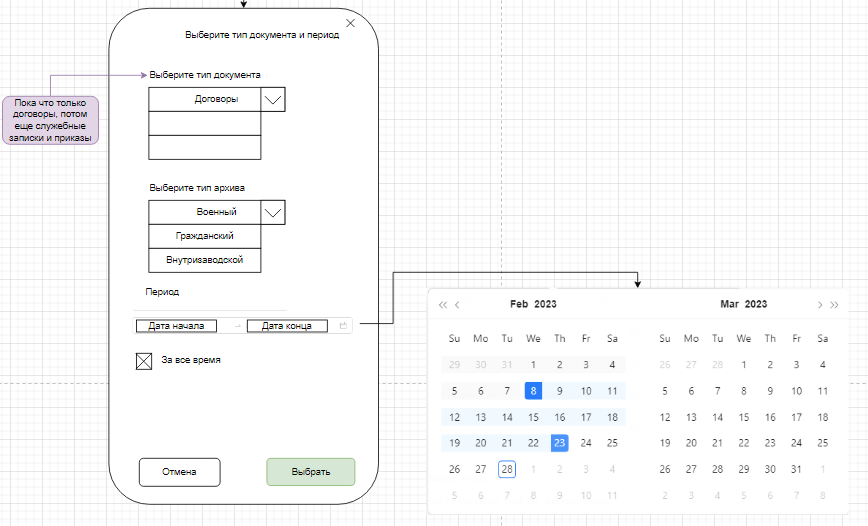 Выберите тип документа и период
Выберите тип документа
Пока что только
договоры, потом
еще служебные
записки и приказы
Договоры
Выберите тип архива
Военный
Гражданский
Внутризаводской
Период
Дата начала → Дата конца
За все время
Отмена
Выбрать
« ‹ Feb 2023
Su Mo Tu We Th Fr Sa
29 30 31 1 2 3 4
5 6 7 8 9 10 11
12 13 14 15 16 17 18
19 20 21 22 23 24 25
26 27 28 1 2 3 4
5 6 7 8 9 10 11
Mar 2023 › »
Su Mo Tu We Th Fr Sa
26 27 28 1 2 3 4
5 6 7 8 9 10 11
12 13 14 15 16 17 18
19 20 21 22 23 24 25
26 27 28 29 30 31 1
2 3 4 5 6 7 8